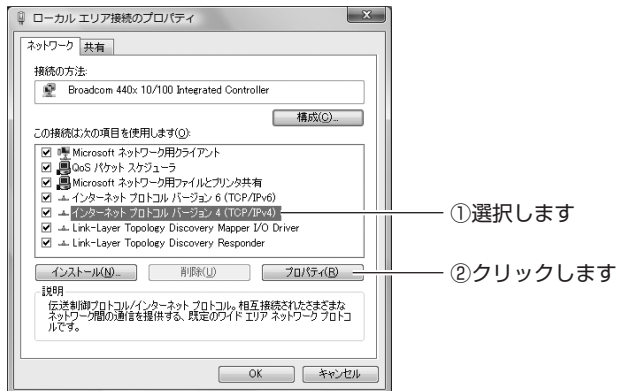 ローカル エリア接続のプロパティ
ネットワーク 共有
接続の方法:
Broadcom 440x 10/100 Integrated Controller
構成(C)...
この接続は次の項目を使用します(O):
Microsoft ネットワーク用クライアント
QoS パケット スケジューラ
Microsoft ネットワーク用ファイルとプリンタ共有
インターネット プロトコル バージョン 6 (TCP/IPv6)
インターネット プロトコル バージョン 4 (TCP/IPv4)
①選択します
Link-Layer Topology Discovery Mapper I/O Driver
Link-Layer Topology Discovery Responder
インストール(N)... 削除(U) プロパティ(R)
②クリックします
説明
伝送制御プロトコル/インターネット プロトコル。相互接続されたさまざまな
ネットワーク間の通信を提供する、既定のワイド エリア ネットワーク プロトコ
ルです。
OK キャンセル